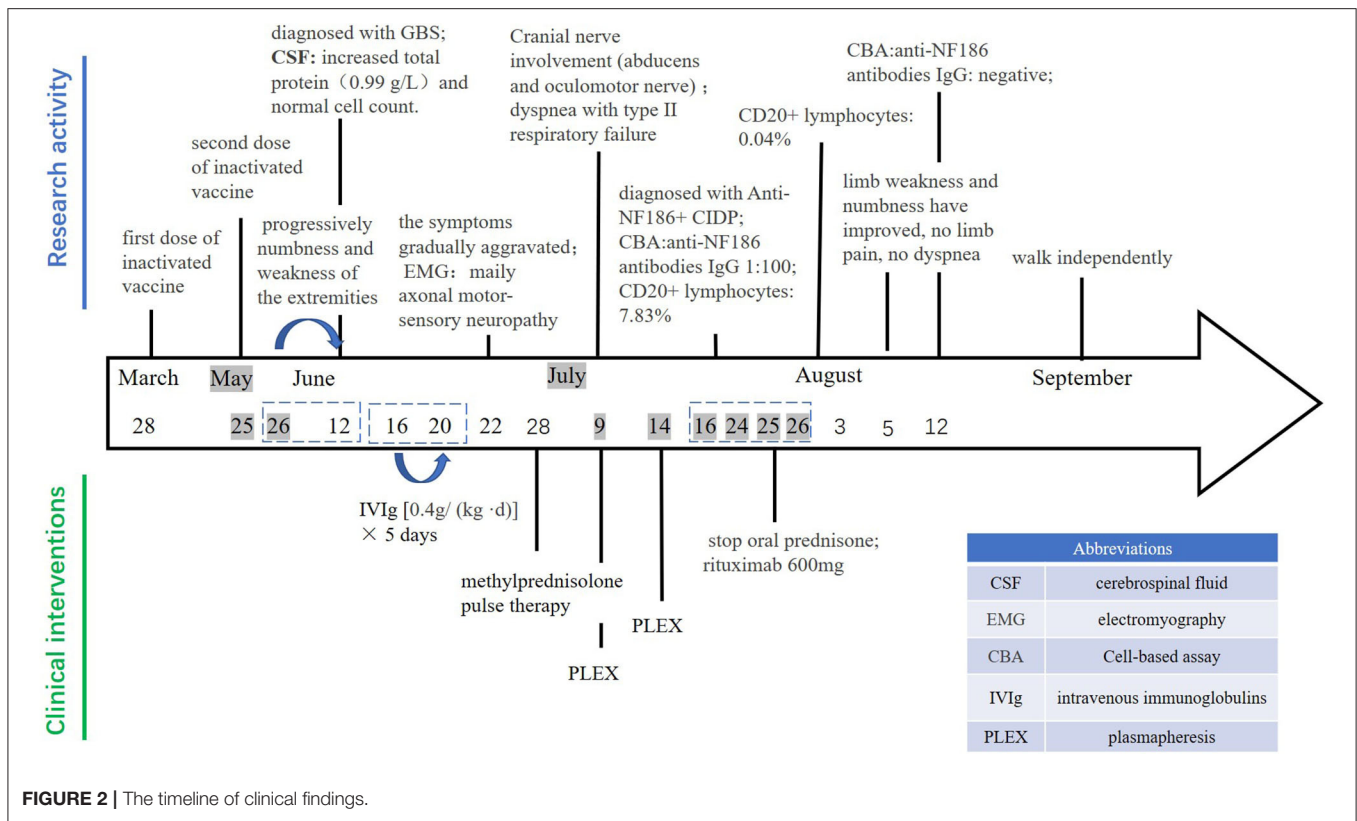 Research activity
diagnosed with GBS;
CSF: increased total
protein（0.99 g/L）and
normal cell count.
second dose
of inactivated
vaccine
first dose of
inactivated
vaccine
progressively
numbness and
weakness of
the extremities
the symptoms
gradually aggravated；
EMG：maily
axonal motor-
sensory neuropathy
Cranial nerve
involvement (abducens
and oculomotor nerve)；
dyspnea with type II
respiratory failure
diagnosed with Anti-
NF186+ CIDP;
CBA:anti-NF186
antibodies IgG 1:100;
CD20+ lymphocytes:
7.83%
CD20+ lymphocytes:
0.04%
CBA:anti-NF186
antibodies IgG: negative;
limb weakness and
numbness have
improved, no limb
pain, no dyspnea
walk independently
March May June July August September
28 25 26 12 16 20 22 28 9 14 16 24 25 26 3 5 12
Clinical interventions
IVIg [0.4g/ (kg ·d)]
× 5 days
methylprednisolone
pulse therapy
PLEX
PLEX
stop oral prednisone;
rituximab 600mg
Abbreviations
CSF cerebrospinal fluid
EMG electromyography
CBA Cell-based assay
IVIg intravenous immunoglobulins
PLEX plasmapheresis
FIGURE 2 | The timeline of clinical findings.